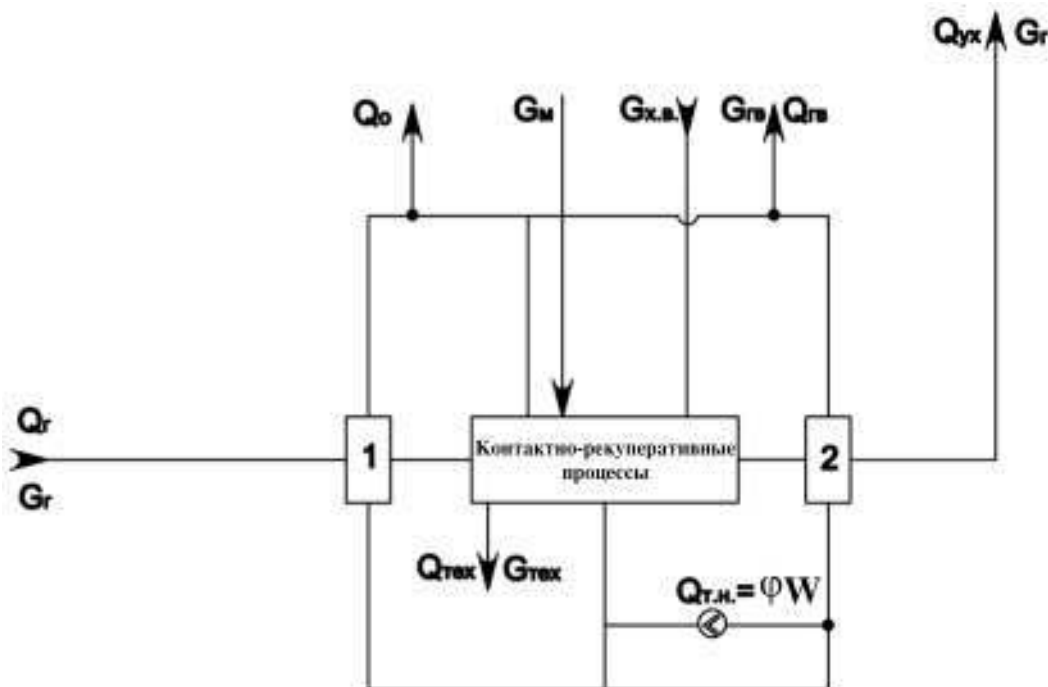 Qух Gг
Qо Gм Gх.в. Gгв Qгв
Qг
1 Контактно-рекуперативные
процессы 2
Gг
Qтех Gтех
Qт.н.= φW